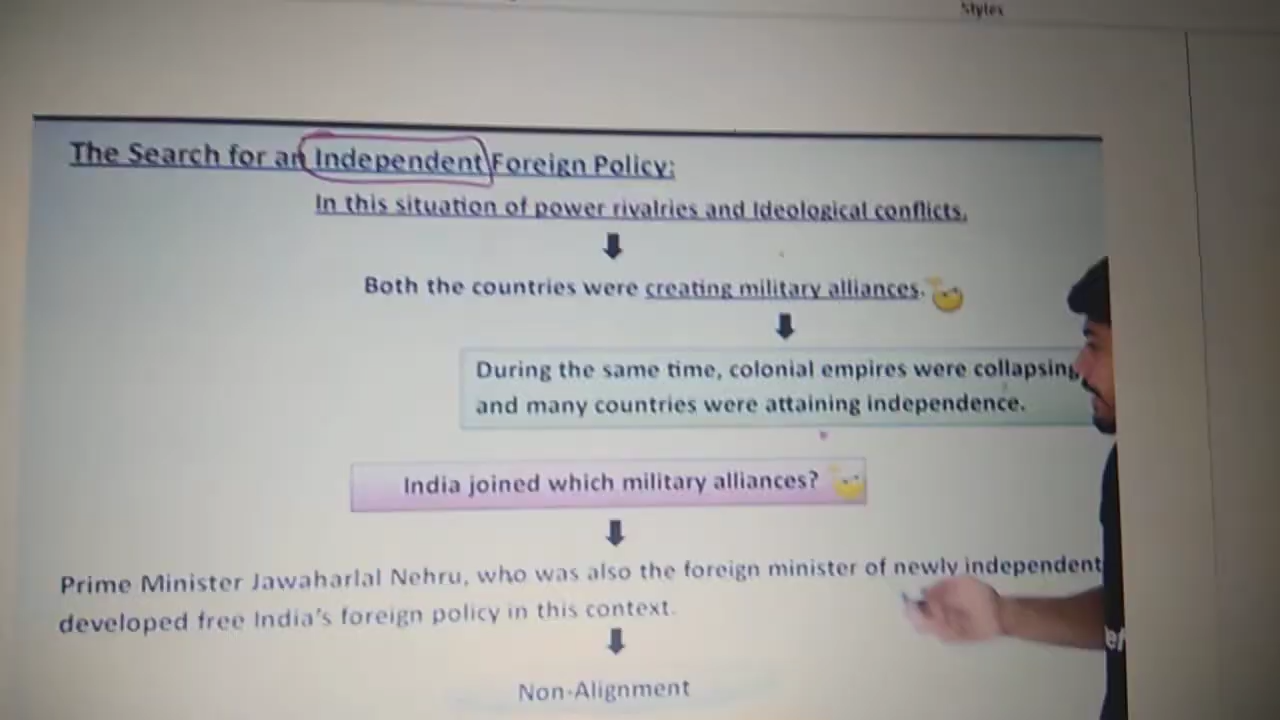 Styles
The Search for an Independent Foreign Policy:
In this situation of power rivalries and Ideological conflicts.
Both the countries were creating military alliances.
During the same time, colonial empires were collapsing
and many countries were attaining independence.
India joined which military alliances?
Prime Minister Jawaharlal Nehru, who was also the foreign minister of newly independent
developed free India's foreign policy in this context.
Non-Alignment